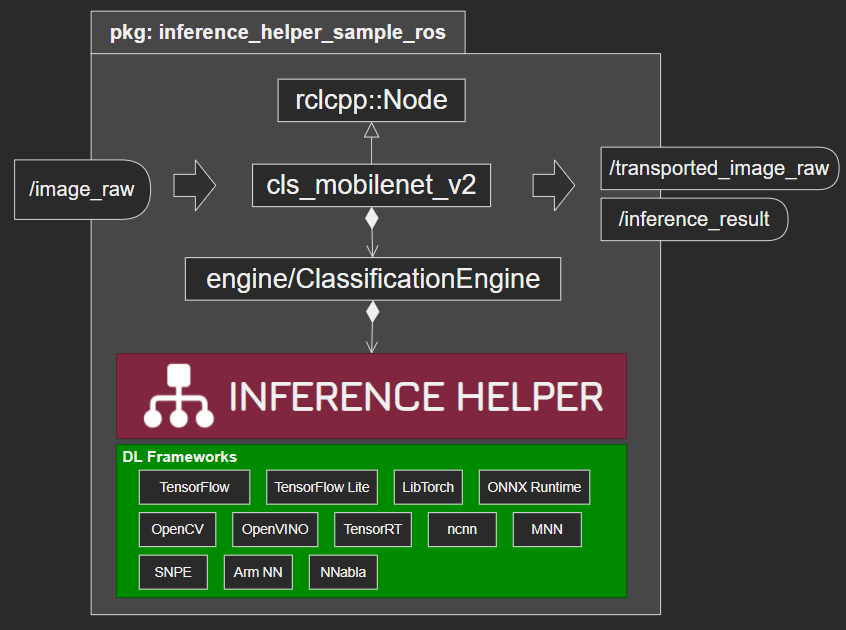 pkg: inference_helper_sample_ros
rclcpp::Node
/image_raw
cls_mobilenet_v2
/transported_image_raw
/inference_result
engine/ClassificationEngine
INFERENCE HELPER
DL Frameworks
TensorFlow TensorFlow Lite LibTorch ONNX Runtime
OpenCV OpenVINO TensorRT ncnn MNN
SNPE Arm NN NNabla